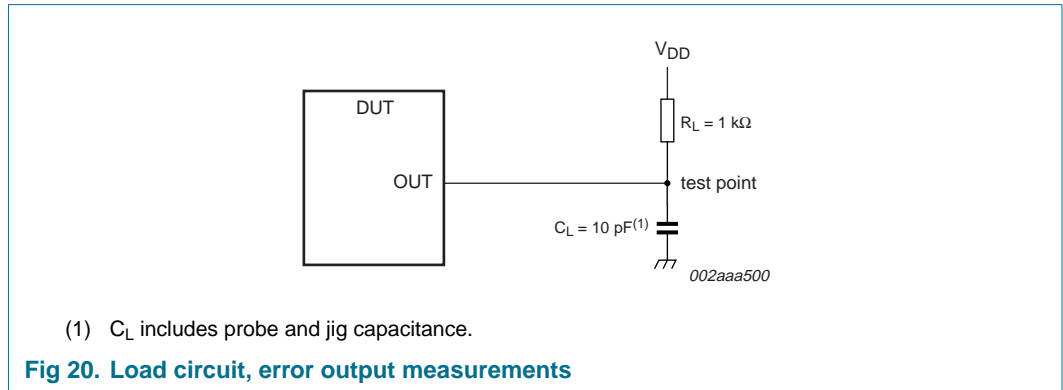 V_DD
DUT
R_L = 1 kΩ
OUT
test point
C_L = 10 pF(1)
002aaa500
(1) C_L includes probe and jig capacitance.
Fig 20. Load circuit, error output measurements